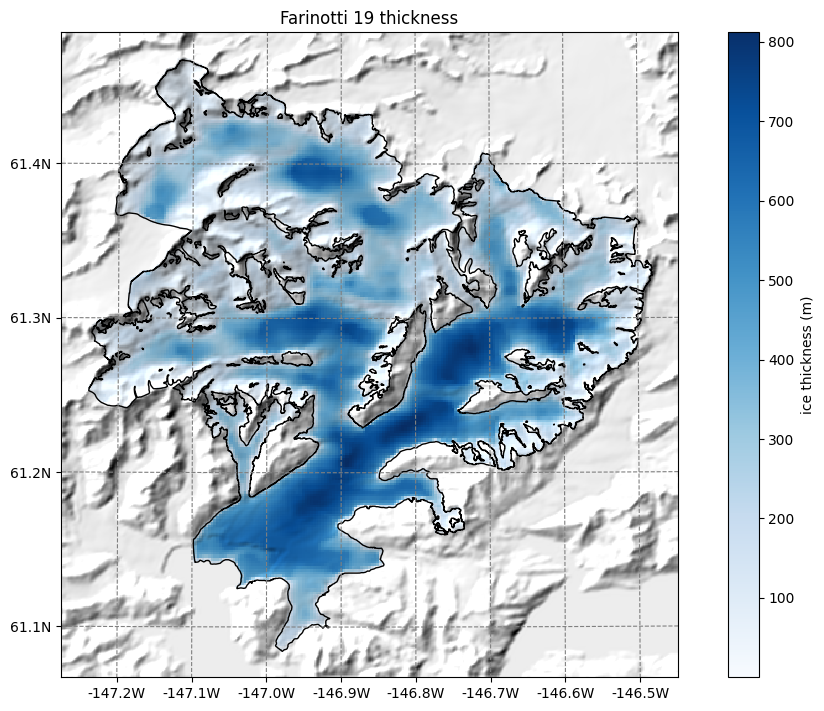 Farinotti 19 thickness
61.4N
61.3N
61.2N
61.1N
-147.2W -147.1W -147.0W -146.9W -146.8W -146.7W -146.6W -146.5W
800
700
600
500
400
300
200
100
ice thickness (m)